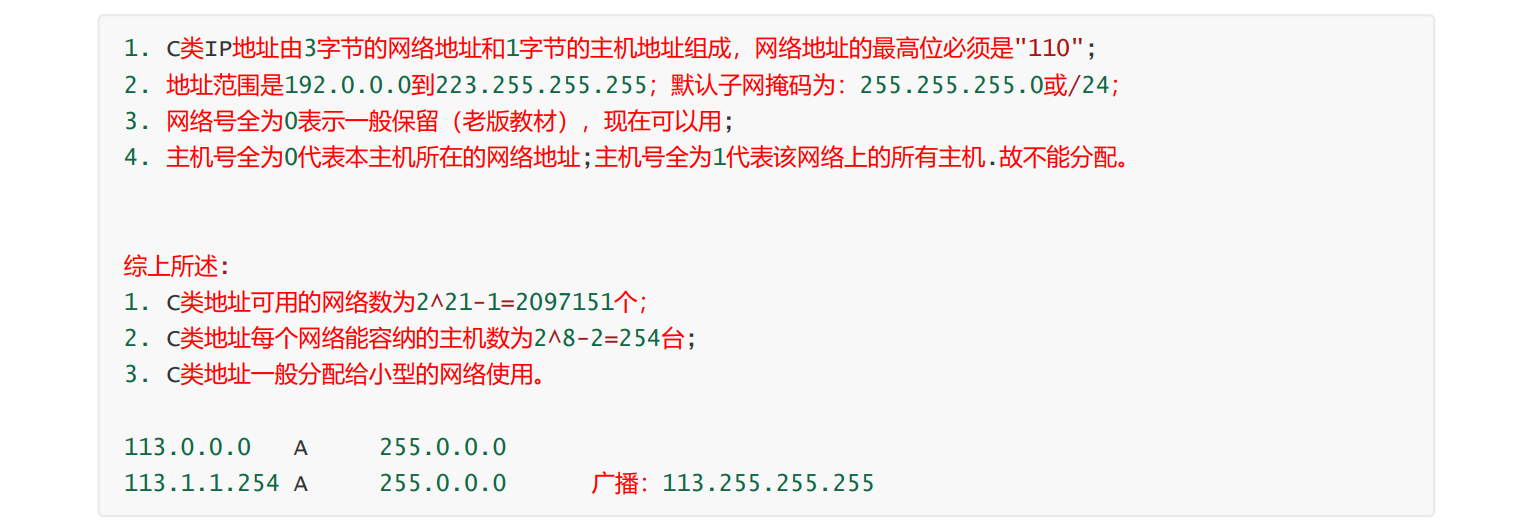 1. C类IP地址由3字节的网络地址和1字节的主机地址组成，网络地址的最高位必须是"110";
2. 地址范围是192.0.0.0到223.255.255.255；默认子网掩码为：255.255.255.0或/24；
3. 网络号全为0表示一般保留（老版教材），现在可以用;
4. 主机号全为0代表本主机所在的网络地址;主机号全为1代表该网络上的所有主机.故不能分配。
综上所述:
1. C类地址可用的网络数为2^21-1=2097151个；
2. C类地址每个网络能容纳的主机数为2^8-2=254台;
3. C类地址一般分配给小型的网络使用。
113.0.0.0 A 255.0.0.0
113.1.1.254 A 255.0.0.0 广播：113.255.255.255